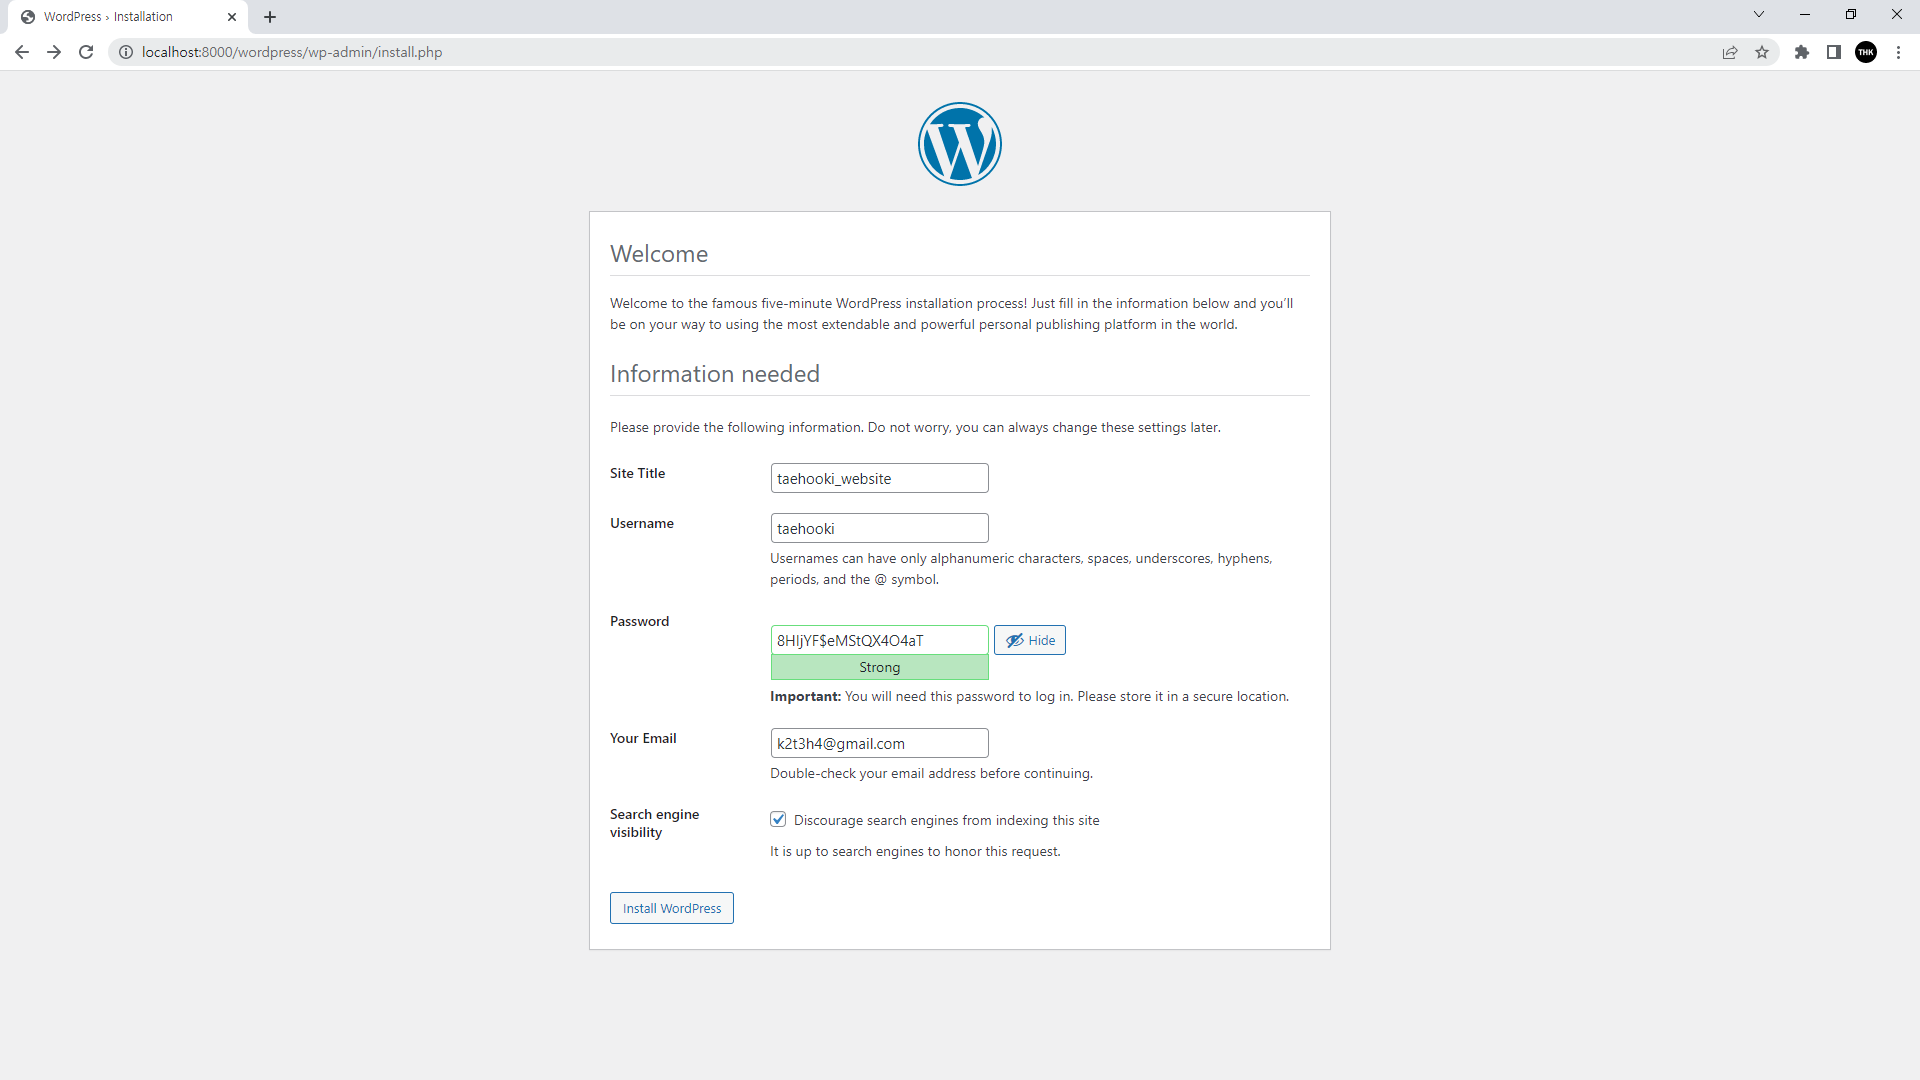 WordPress › Installation
localhost:8000/wordpress/wp-admin/install.php
THK
Welcome
Welcome to the famous five-minute WordPress installation process! Just fill in the information below and you’ll
be on your way to using the most extendable and powerful personal publishing platform in the world.
Information needed
Please provide the following information. Do not worry, you can always change these settings later.
Site Title
taehooki_website
Username
taehooki
Usernames can have only alphanumeric characters, spaces, underscores, hyphens,
periods, and the @ symbol.
Password
8HIjYF$eMStQX4O4aT
Hide
Strong
Important: You will need this password to log in. Please store it in a secure location.
Your Email
k2t3h4@gmail.com
Double-check your email address before continuing.
Search engine
visibility
Discourage search engines from indexing this site
It is up to search engines to honor this request.
Install WordPress